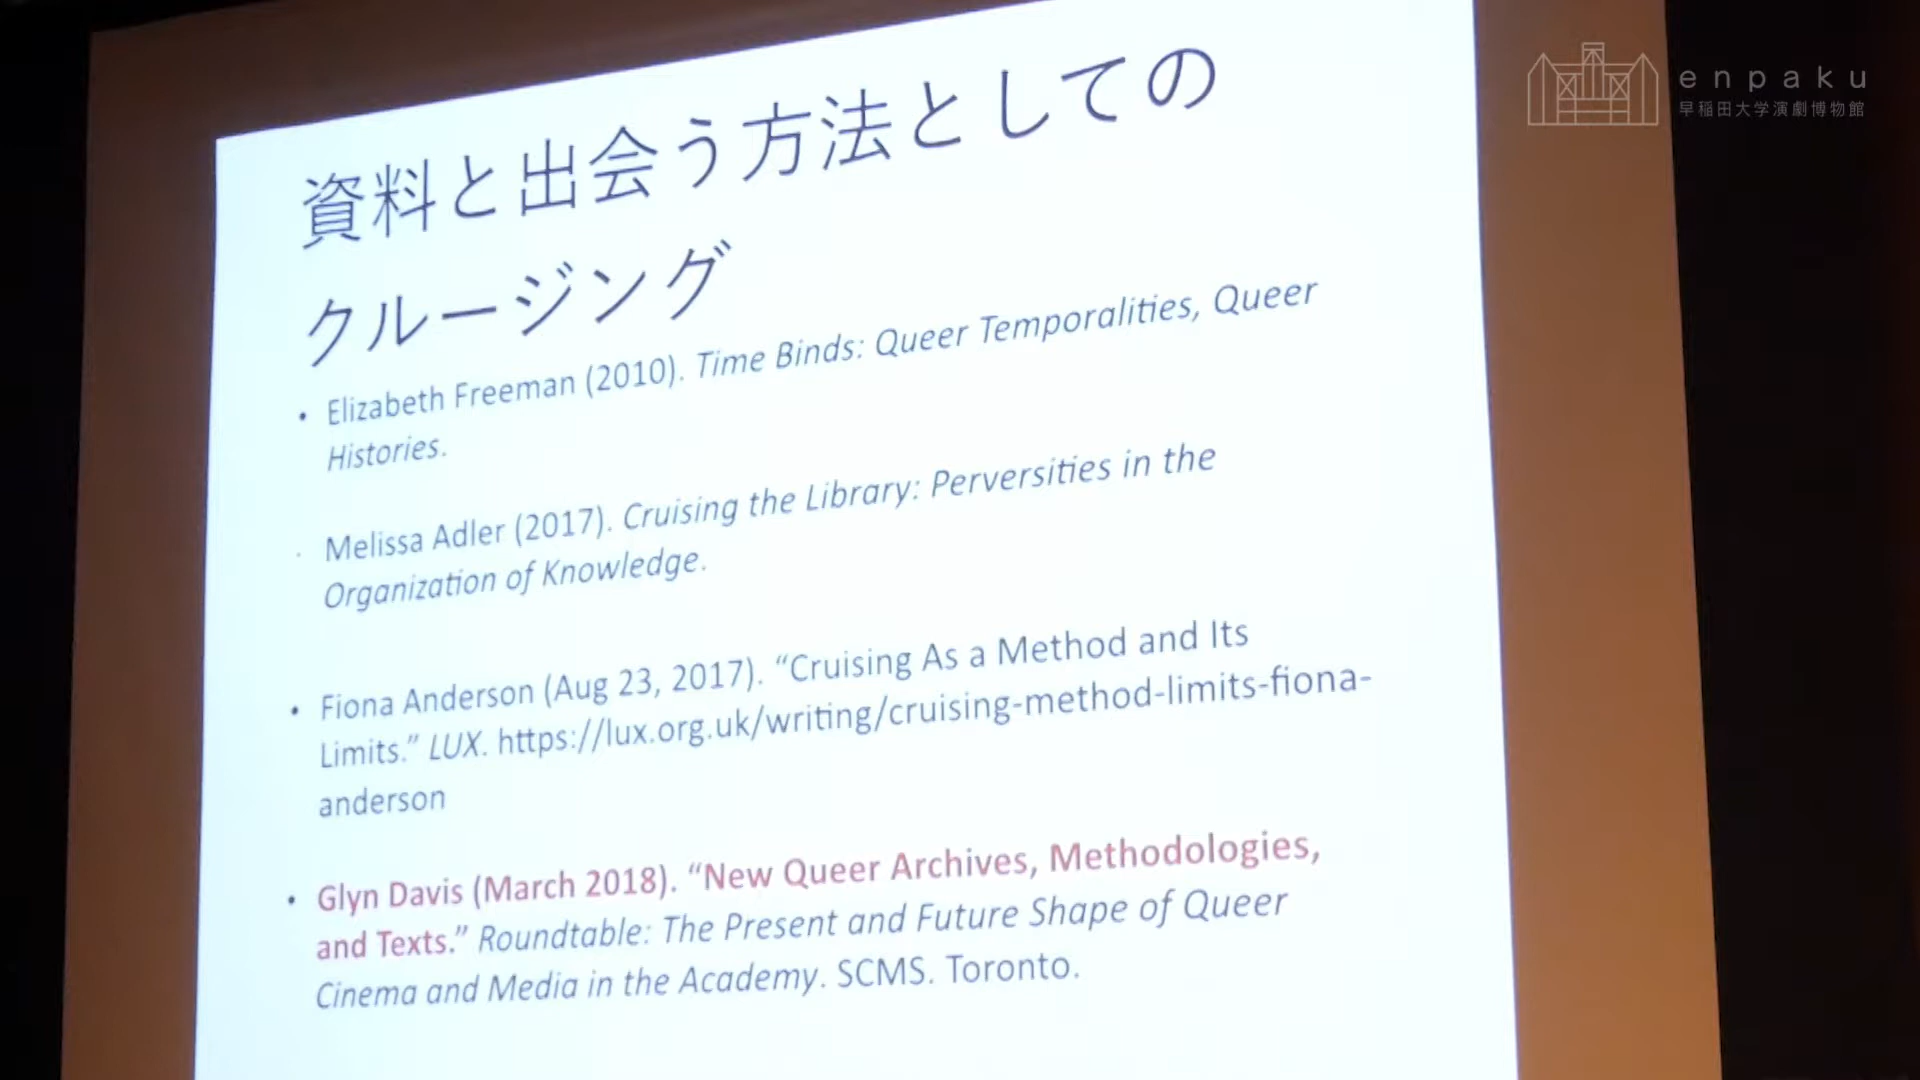 資料と出会う方法としての
クルージング
• Elizabeth Freeman (2010). Time Binds: Queer Temporalities, Queer
Histories.
• Melissa Adler (2017). Cruising the Library: Perversities in the
Organization of Knowledge.
• Fiona Anderson (Aug 23, 2017). “Cruising As a Method and Its
Limits.” LUX. https://lux.org.uk/writing/cruising-method-limits-fiona-
anderson
• Glyn Davis (March 2018). “New Queer Archives, Methodologies,
and Texts.” Roundtable: The Present and Future Shape of Queer
Cinema and Media in the Academy. SCMS. Toronto.
enpaku
早稲田大学演劇博物館